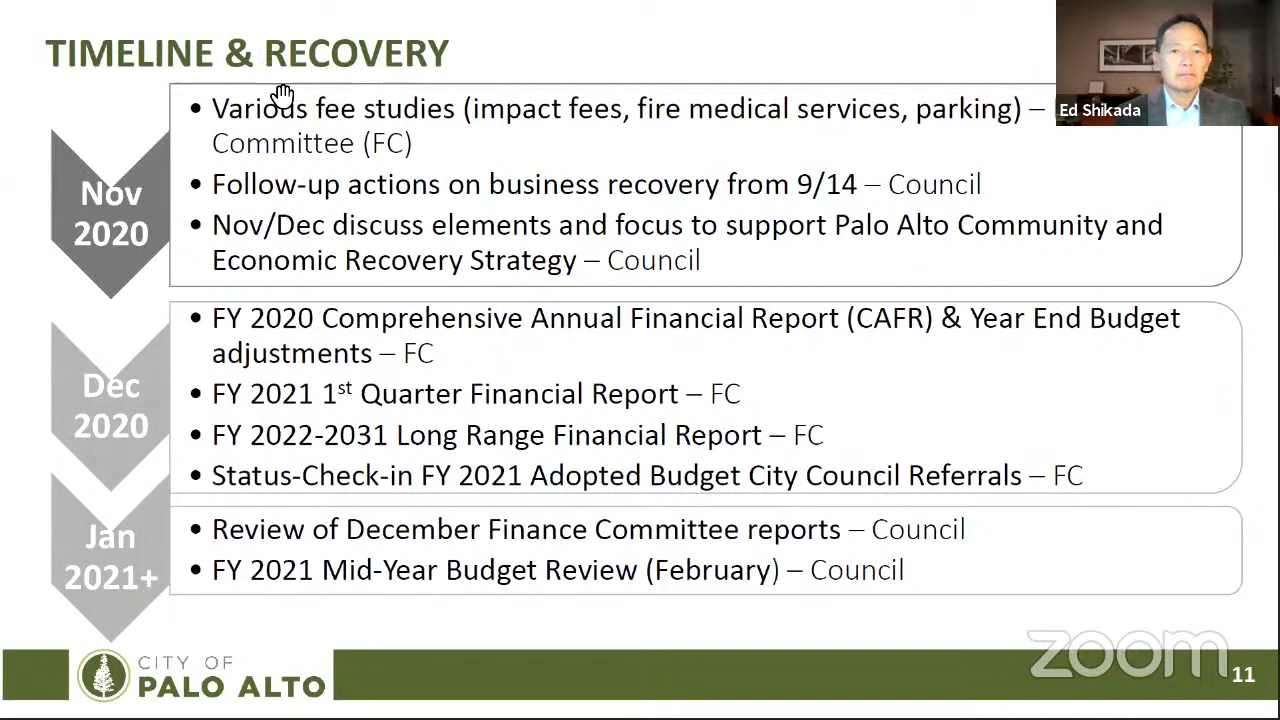 TIMELINE & RECOVERY
Ed Shikada
Nov
2020
• Various fee studies (impact fees, fire medical services, parking) –
Committee (FC)
• Follow-up actions on business recovery from 9/14 – Council
• Nov/Dec discuss elements and focus to support Palo Alto Community and
Economic Recovery Strategy – Council
Dec
2020
• FY 2020 Comprehensive Annual Financial Report (CAFR) & Year End Budget
adjustments – FC
• FY 2021 1st Quarter Financial Report – FC
• FY 2022-2031 Long Range Financial Report – FC
• Status-Check-in FY 2021 Adopted Budget City Council Referrals – FC
Jan
2021+
• Review of December Finance Committee reports – Council
• FY 2021 Mid-Year Budget Review (February) – Council
zoom
CITY OF
PALO ALTO
11